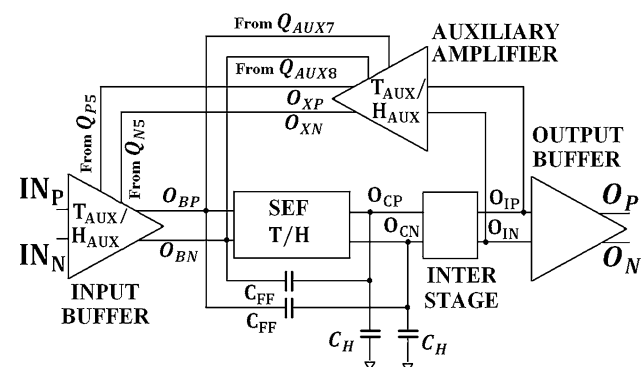 From Q_AUX7
AUXILIARY
AMPLIFIER
From Q_AUX8
T_AUX/
H_AUX
O_XP
O_XN
From Q_P5
From Q_N5
OUTPUT
BUFFER
IN_P
IN_N
T_AUX/
H_AUX
O_BP
O_BN
SEF
T/H
O_CP
O_CN
O_IP
O_IN
O_P
O_N
INPUT
BUFFER
INTER
STAGE
C_FF
C_FF
C_H
C_H